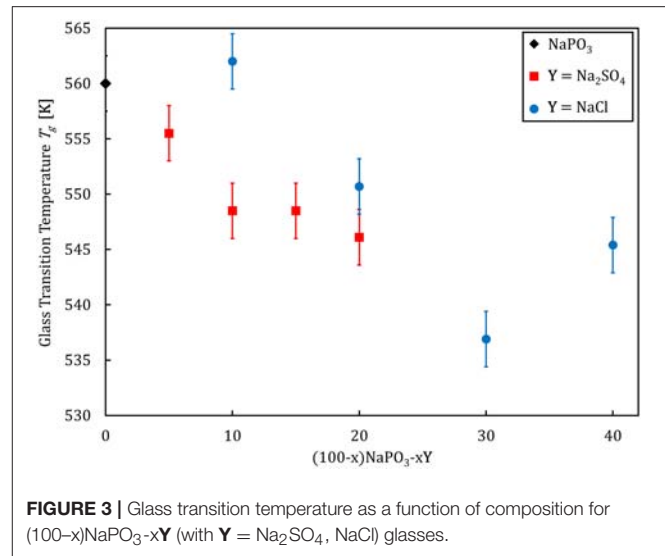 NaPO₃
Y = Na₂SO₄
Y = NaCl
Glass Transition Temperature T_g [K]
565
560
555
550
545
540
535
530
0
10
20
30
40
(100-x)NaPO₃-xY
FIGURE 3 | Glass transition temperature as a function of composition for
(100–x)NaPO₃-xY (with Y = Na₂SO₄, NaCl) glasses.